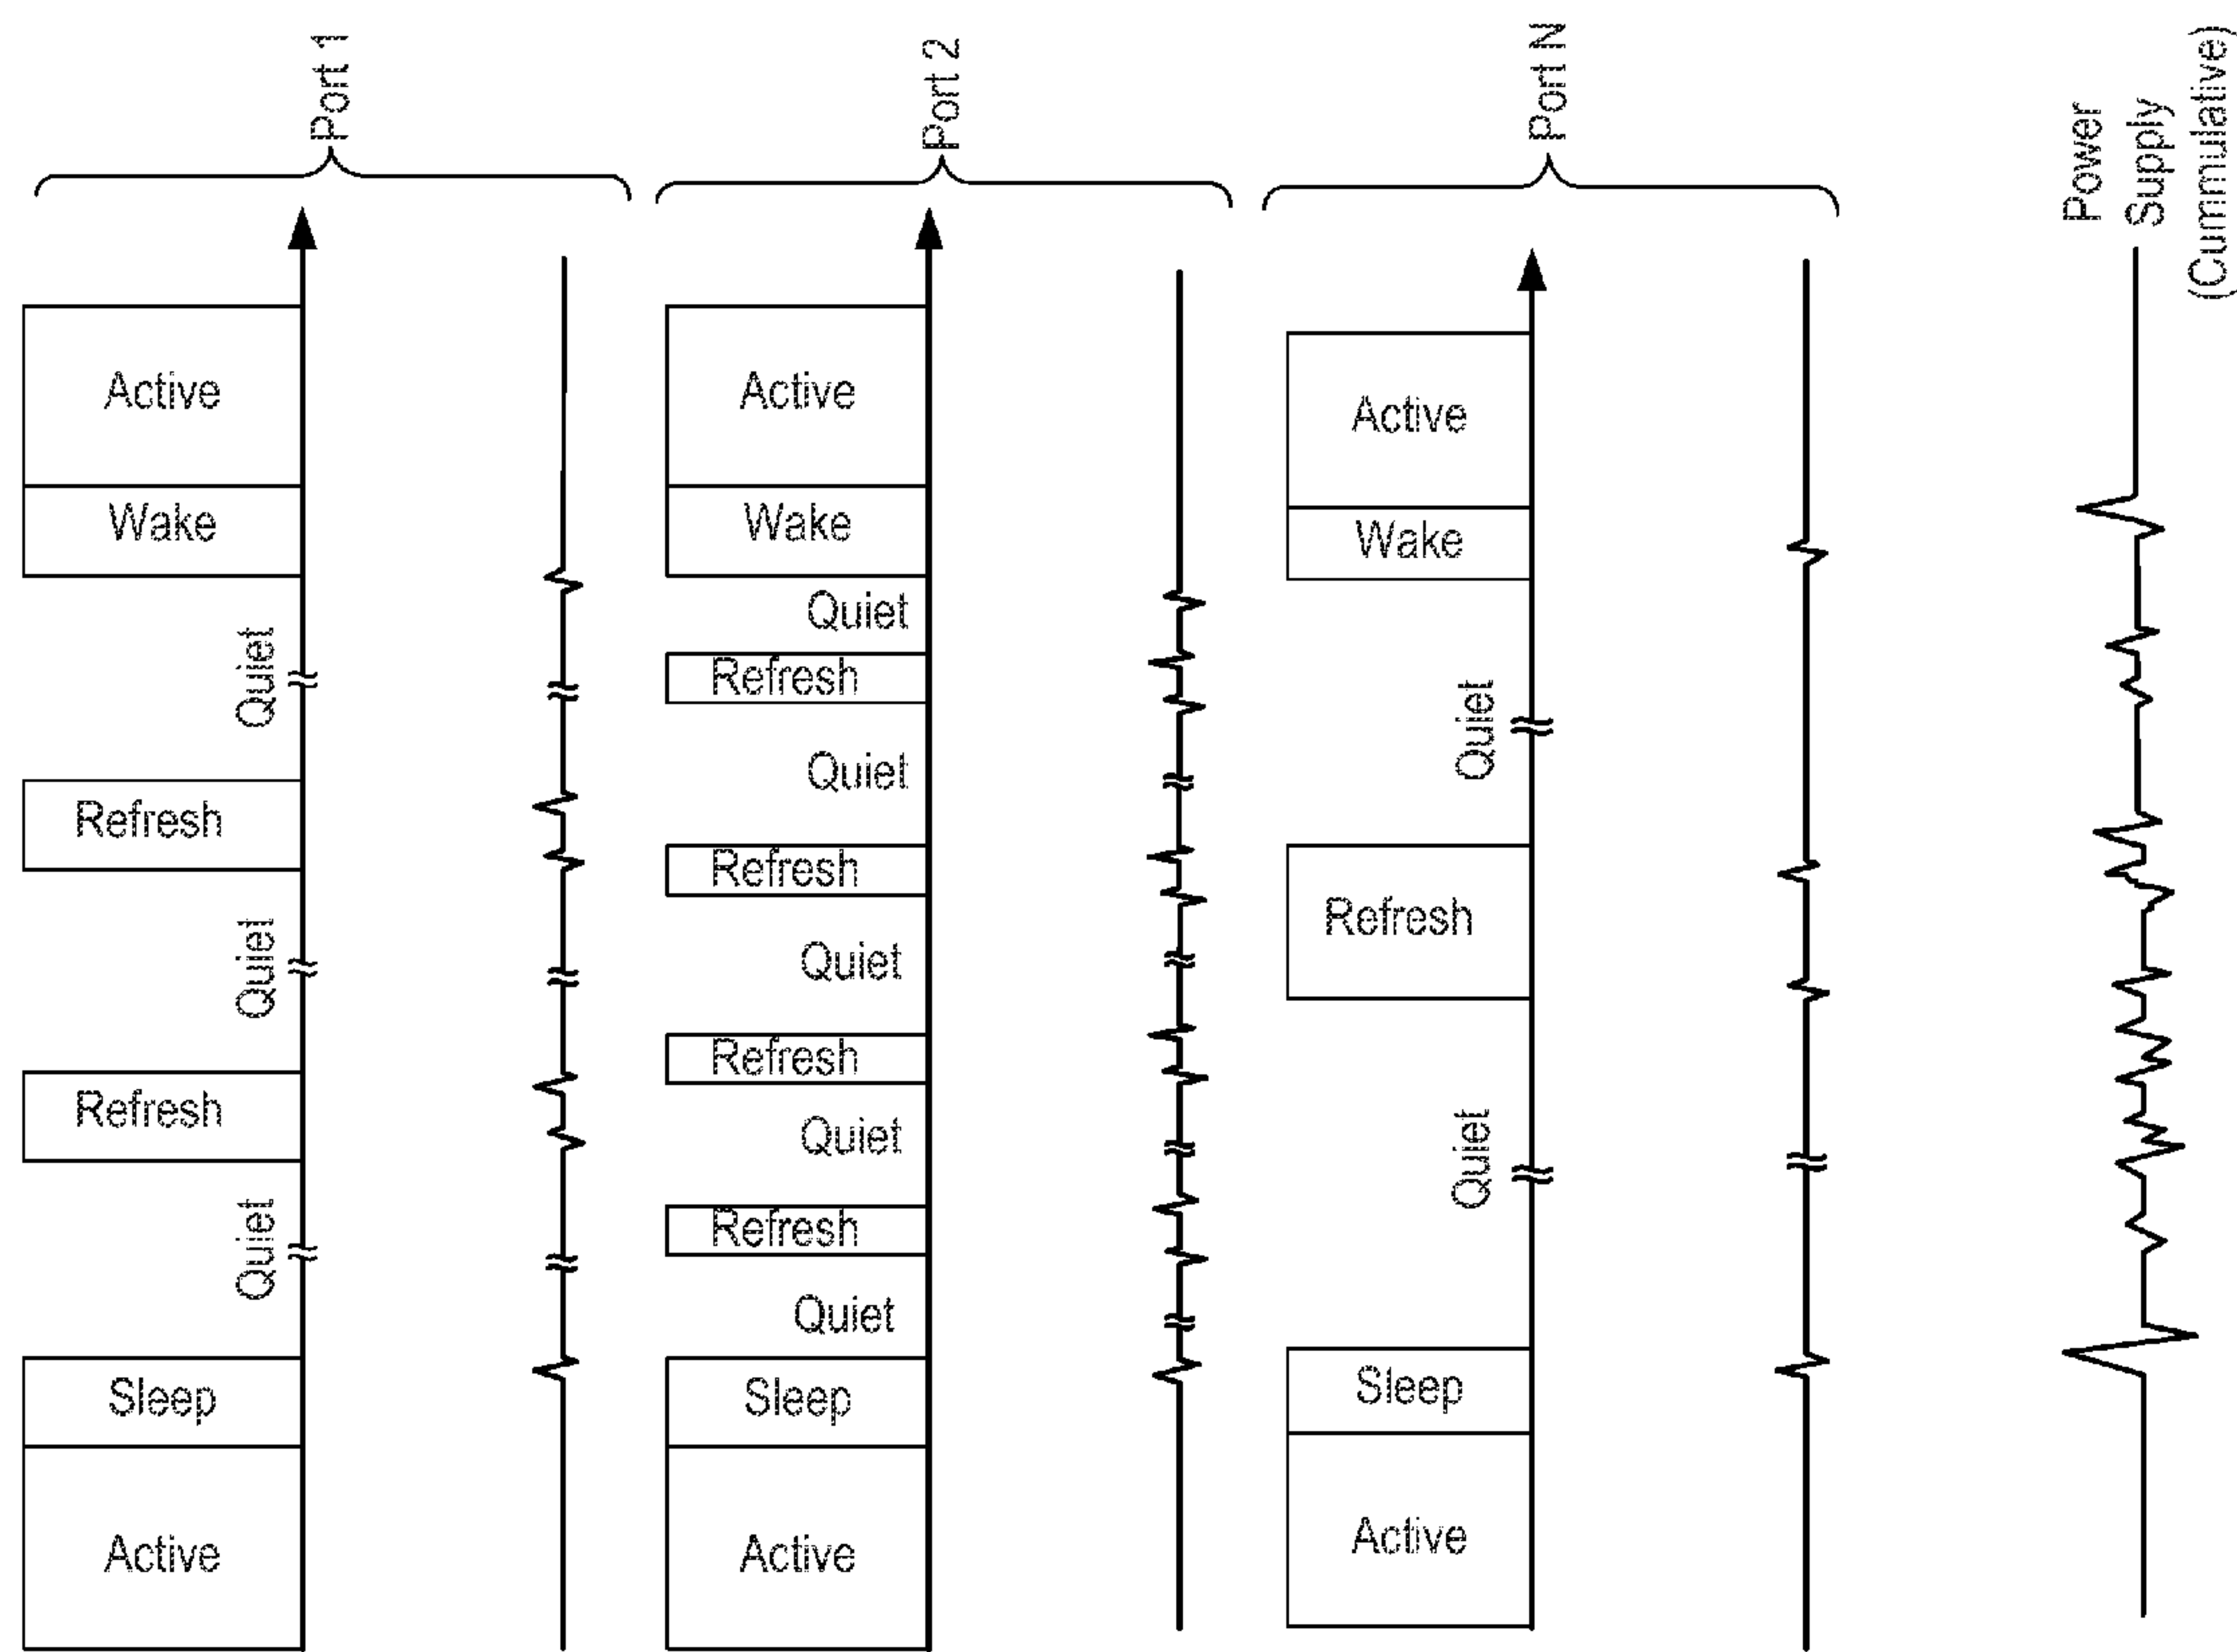 Port 1
Active
Wake
Quiet
Refresh
Quiet
Refresh
Quiet
Sleep
Active
Port 2
Active
Wake
Quiet
Refresh
Quiet
Refresh
Quiet
Refresh
Quiet
Refresh
Quiet
Sleep
Active
Port N
Active
Wake
Quiet
Refresh
Quiet
Sleep
Active
Power
Supply
(Cummulative)